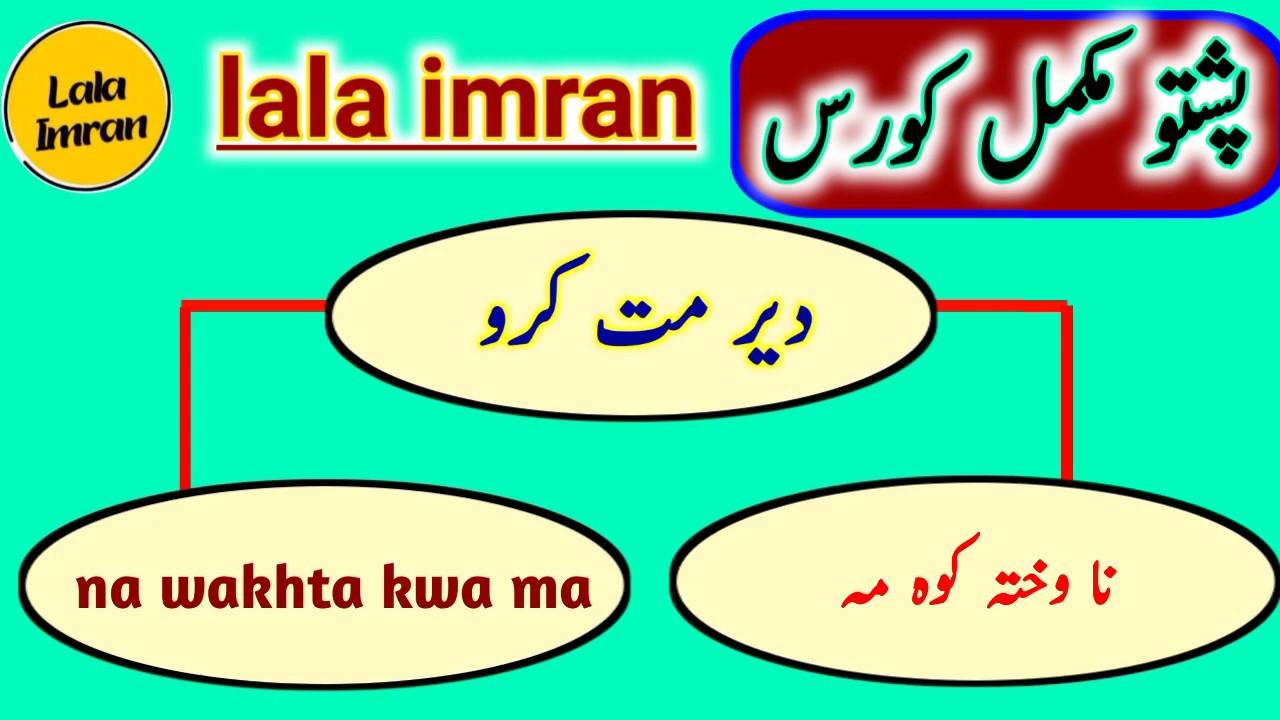 Lala
Imran
lala imran
پشتو مکمل کورس
دیر مت کرو
na wakhta kwa ma
نا وختہ کوہ مہ